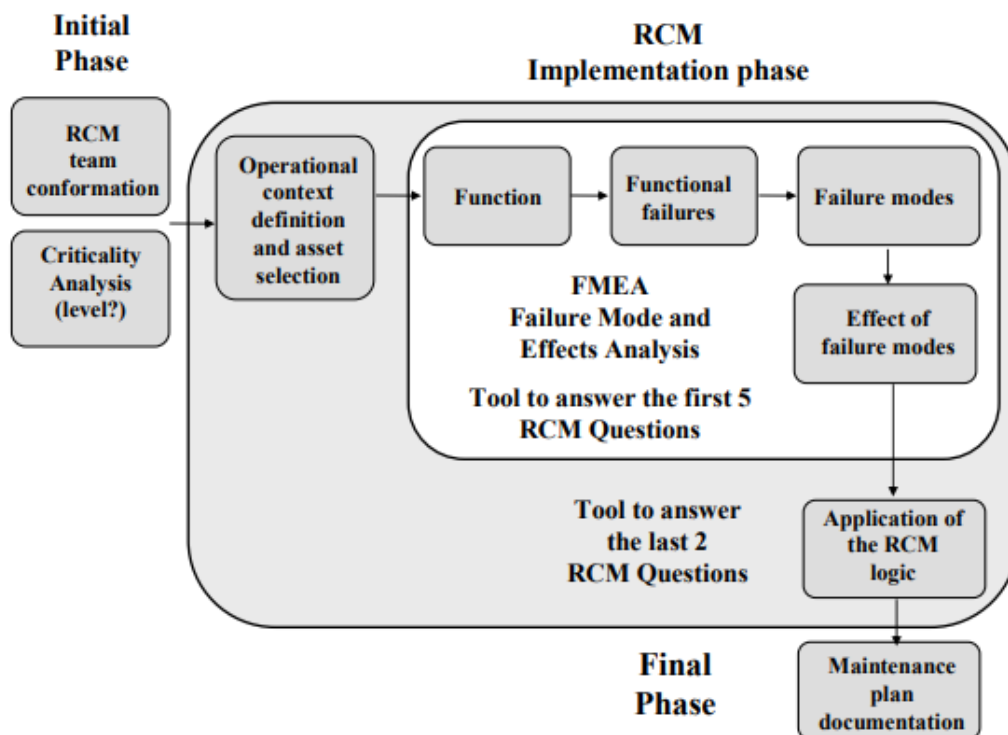 Initial
Phase
RCM
Implementation phase
RCM
team
conformation
Criticality
Analysis
(level?)
Operational
context
definition
and asset
selection
Function
Functional
failures
Failure modes
Effect of
failure modes
FMEA
Failure Mode and
Effects Analysis
Tool to answer the first 5
RCM Questions
Tool to answer
the last 2
RCM Questions
Application of
the RCM
logic
Final
Phase
Maintenance
plan
documentation